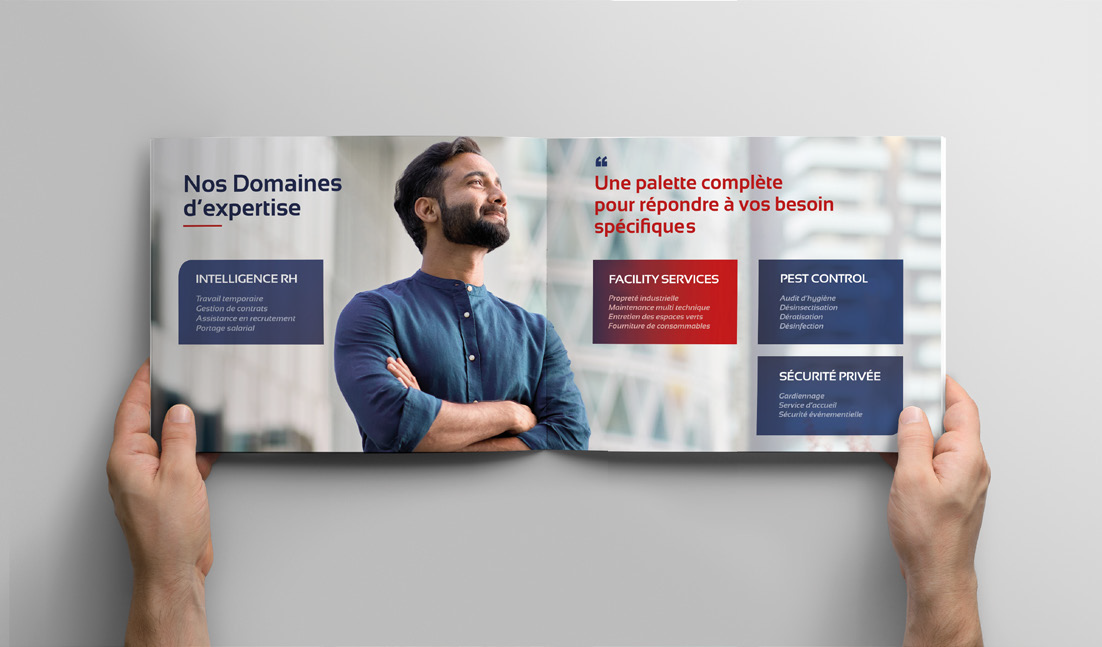 Nos Domaines
d'expertise
INTELLIGENCE RH
Travail temporaire
Gestion de contrats
Assistance en recrutement
Portage salarial
“
Une palette complète
pour répondre à vos besoin
spécifiques
FACILITY SERVICES
Propreté industrielle
Maintenance multi technique
Entretien des espaces verts
Fourniture de consommables
PEST CONTROL
Audit d'hygiène
Désinsectisation
Dératisation
Désinfection
SÉCURITÉ PRIVÉE
Gardiennage
Service d'accueil
Sécurité événementielle